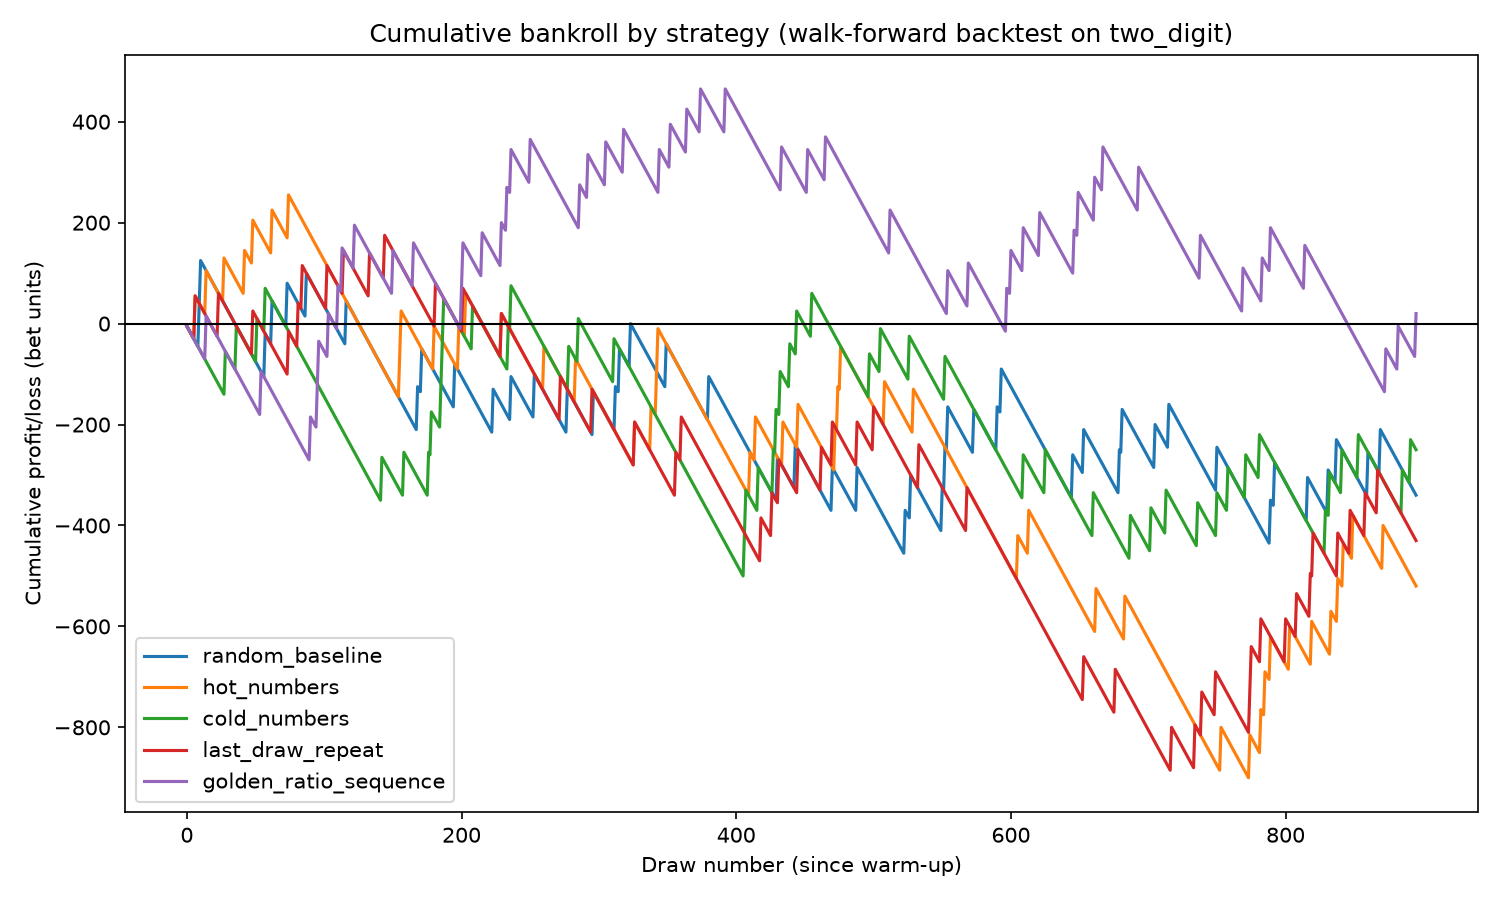 Cumulative bankroll by strategy (walk-forward backtest on two_digit)
Cumulative profit/loss (bet units)
400
200
0
−200
−400
−600
−800
random_baseline
hot_numbers
cold_numbers
last_draw_repeat
golden_ratio_sequence
0 200 400 600 800
Draw number (since warm-up)